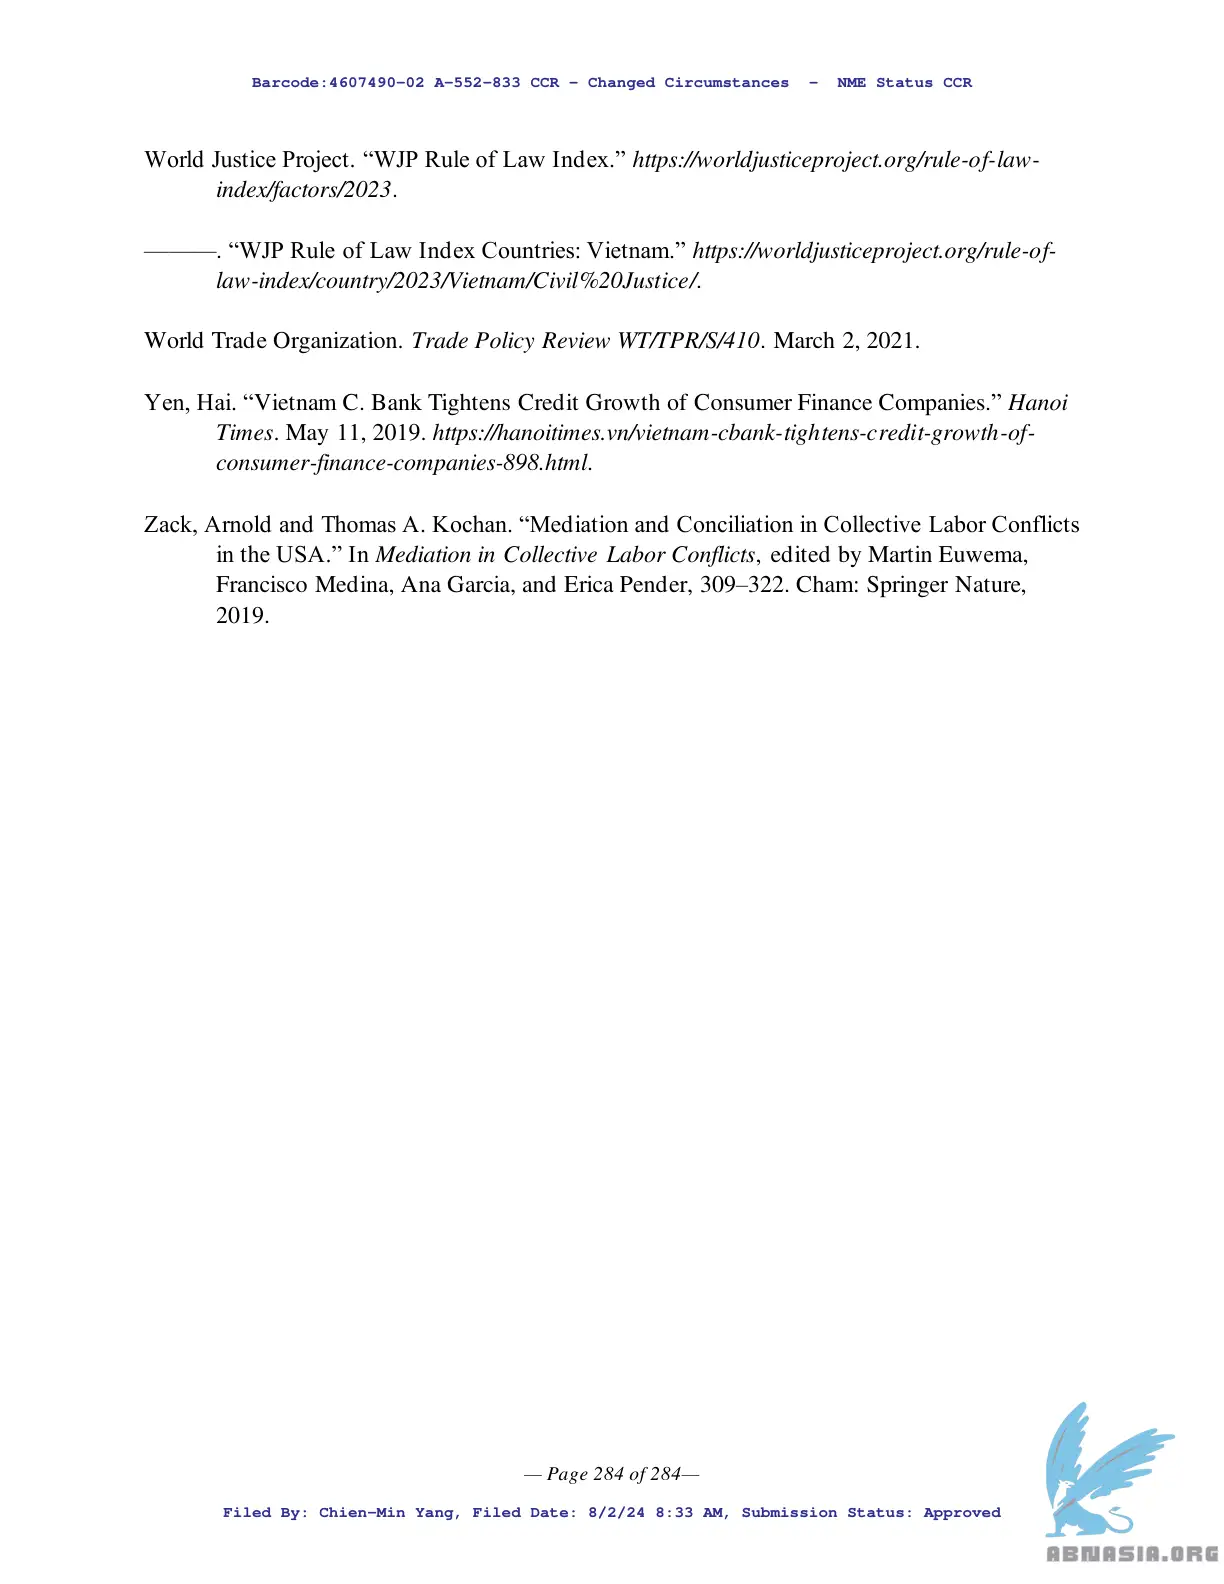 Barcode:4607490-02 A-552-833 CCR - Changed Circumstances - NME Status CCR
World Justice Project. “WJP Rule of Law Index.” https://worldjusticeproject.org/rule-of-law-
index/factors/2023.
———. “WJP Rule of Law Index Countries: Vietnam.” https://worldjusticeproject.org/rule-of-
law-index/country/2023/Vietnam/Civil%20Justice/.
World Trade Organization. Trade Policy Review WT/TPR/S/410. March 2, 2021.
Yen, Hai. “Vietnam C. Bank Tightens Credit Growth of Consumer Finance Companies.” Hanoi
Times. May 11, 2019. https://hanoitimes.vn/vietnam-cbank-tightens-credit-growth-of-
consumer-finance-companies-898.html.
Zack, Arnold and Thomas A. Kochan. “Mediation and Conciliation in Collective Labor Conflicts
in the USA.” In Mediation in Collective Labor Conflicts, edited by Martin Euwema,
Francisco Medina, Ana Garcia, and Erica Pender, 309–322. Cham: Springer Nature,
2019.
— Page 284 of 284—
Filed By: Chien-Min Yang, Filed Date: 8/2/24 8:33 AM, Submission Status: Approved
ABNASIA.ORG